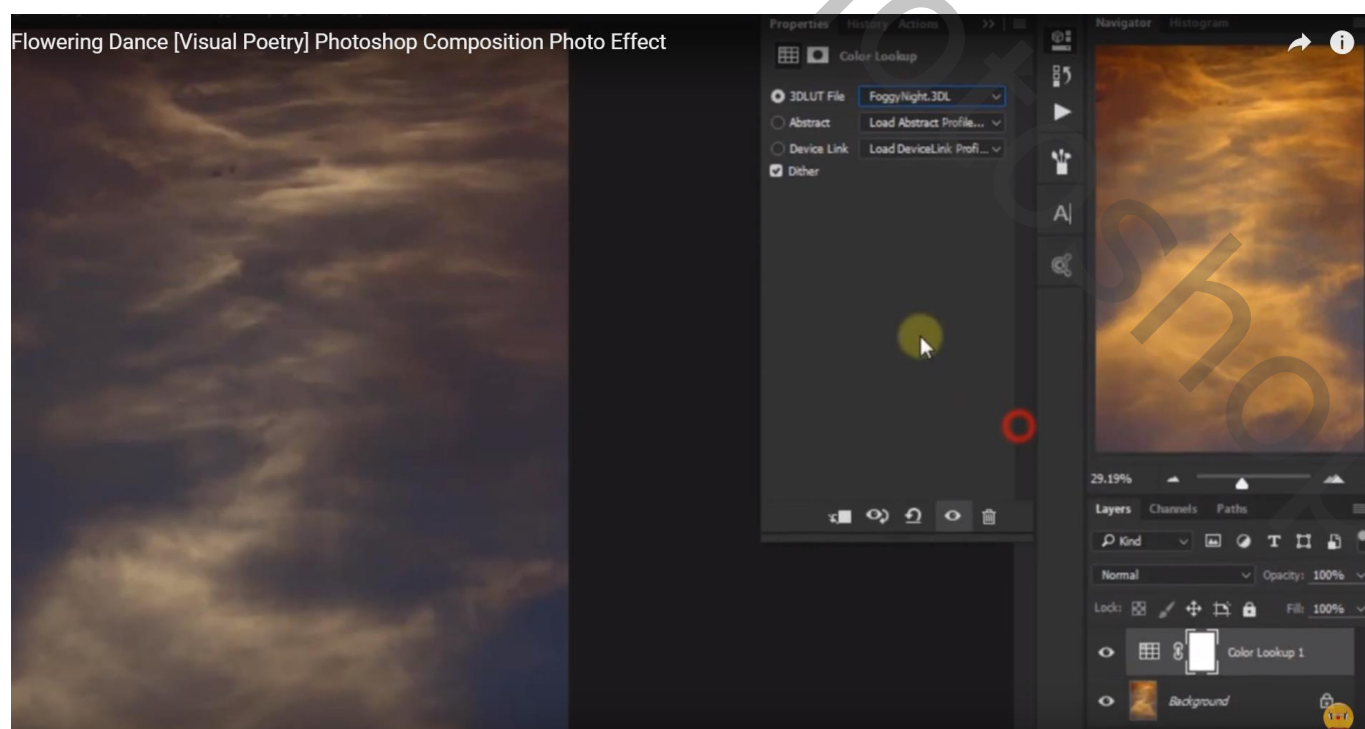 Properties History Actions
Navigator Histogram
Flowering Dance [Visual Poetry] Photoshop Composition Photo Effect
Color Lookup
3DLUT File FoggyNight.3DL
Abstract Load Abstract Profile...
Device Link Load DeviceLink Profi...
Dither
29.19%
Layers Channels Paths
Kind
Normal Opacity: 100%
Lock: Fill: 100%
Color Lookup 1
Background